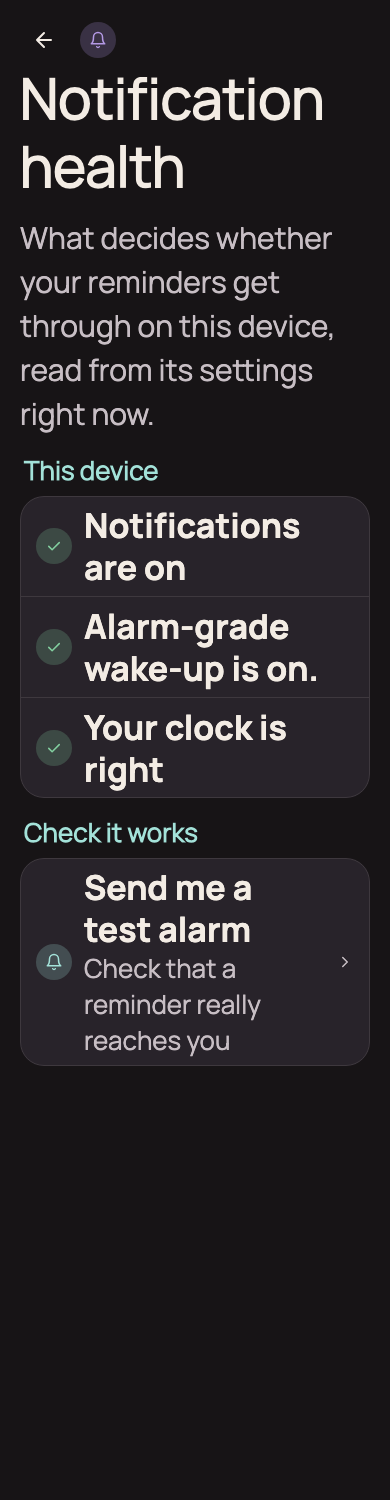 Notification
health
What decides whether
your reminders get
through on this device,
read from its settings
right now.
This device
Notifications
are on
Alarm-grade
wake-up is on.
Your clock is
right
Check it works
Send me a
test alarm
Check that a
reminder really
reaches you